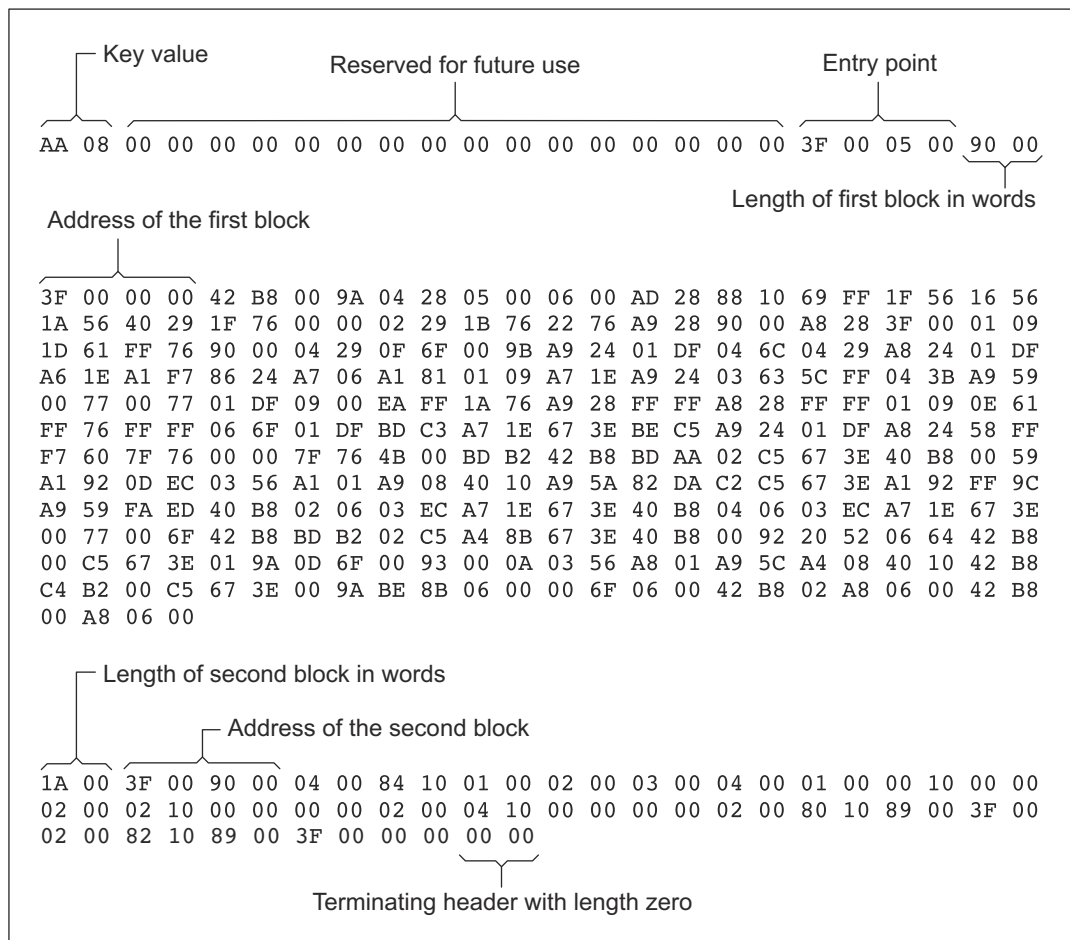 Key value
Reserved for future use
Entry point
AA 08 00 00 00 00 00 00 00 00 00 00 00 00 00 00 00 00 3F 00 05 00 90 00
Length of first block in words
Address of the first block
3F 00 00 00 42 B8 00 9A 04 28 05 00 06 00 AD 28 88 10 69 FF 1F 56 16 56
1A 56 40 29 1F 76 00 00 02 29 1B 76 22 76 A9 28 90 00 A8 28 3F 00 01 09
1D 61 FF 76 90 00 04 29 0F 6F 00 9B A9 24 01 DF 04 6C 04 29 A8 24 01 DF
A6 1E A1 F7 86 24 A7 06 A1 81 01 09 A7 1E A9 24 03 63 5C FF 04 3B A9 59
00 77 00 77 01 DF 09 00 EA FF 1A 76 A9 28 FF FF A8 28 FF FF 01 09 0E 61
FF 76 FF FF 06 6F 01 DF BD C3 A7 1E 67 3E BE C5 A9 24 01 DF A8 24 58 FF
F7 60 7F 76 00 00 7F 76 4B 00 BD B2 42 B8 BD AA 02 C5 67 3E 40 B8 00 59
A1 92 0D EC 03 56 A1 01 A9 08 40 10 A9 5A 82 DA C2 C5 67 3E A1 92 FF 9C
A9 59 FA ED 40 B8 02 06 03 EC A7 1E 67 3E 40 B8 04 06 03 EC A7 1E 67 3E
00 77 00 6F 42 B8 BD B2 02 C5 A4 8B 67 3E 40 B8 00 92 20 52 06 64 42 B8
00 C5 67 3E 01 9A 0D 6F 00 93 00 0A 03 56 A8 01 A9 5C A4 08 40 10 42 B8
C4 B2 00 C5 67 3E 00 9A BE 8B 06 00 00 6F 06 00 42 B8 02 A8 06 00 42 B8
00 A8 06 00
Length of second block in words
Address of the second block
1A 00 3F 00 90 00 04 00 84 10 01 00 02 00 03 00 04 00 01 00 00 10 00 00
02 00 02 10 00 00 00 00 02 00 04 10 00 00 00 00 02 00 80 10 89 00 3F 00
02 00 82 10 89 00 3F 00 00 00 00 00
Terminating header with length zero